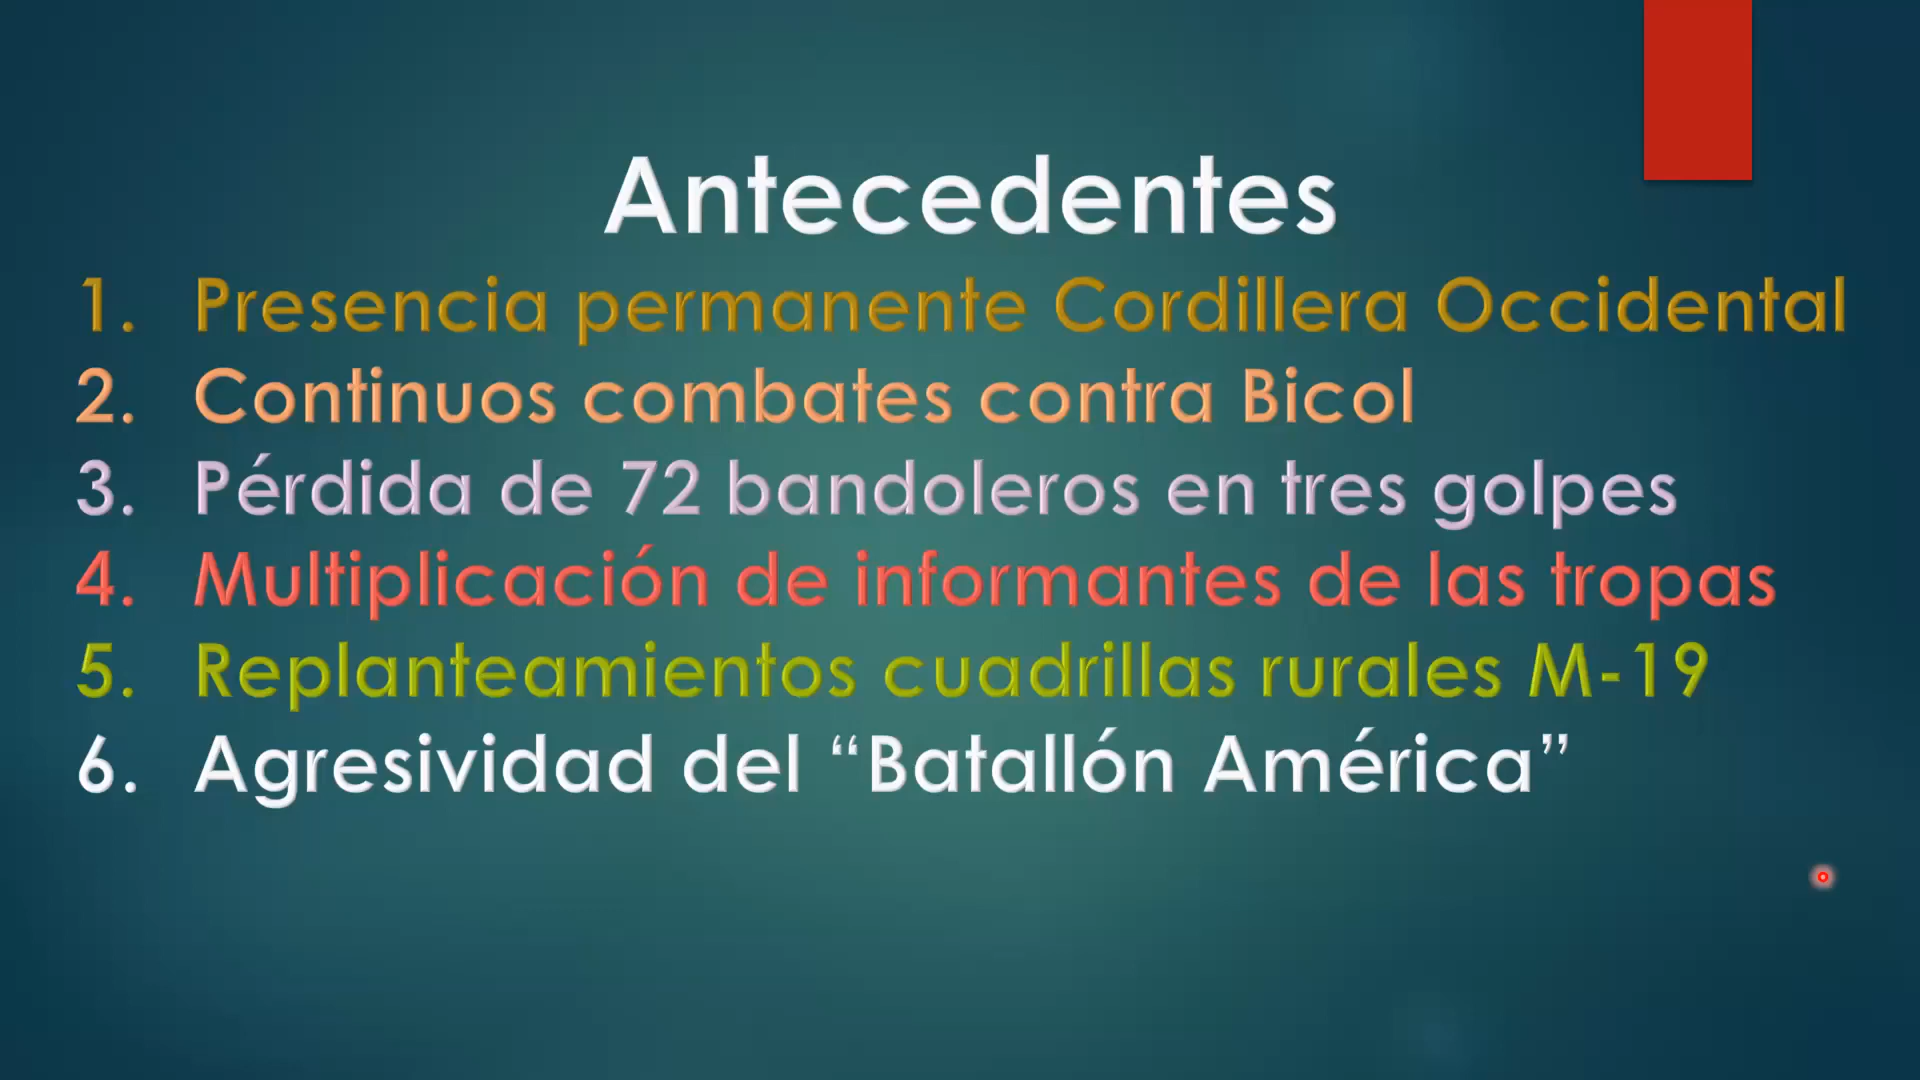 Antecedentes
1. Presencia permanente Cordillera Occidental
2. Continuos combates contra Bicol
3. Pérdida de 72 bandoleros en tres golpes
4. Multiplicación de informantes de las tropas
5. Replanteamientos cuadrillas rurales M-19
6. Agresividad del “Batallón América”